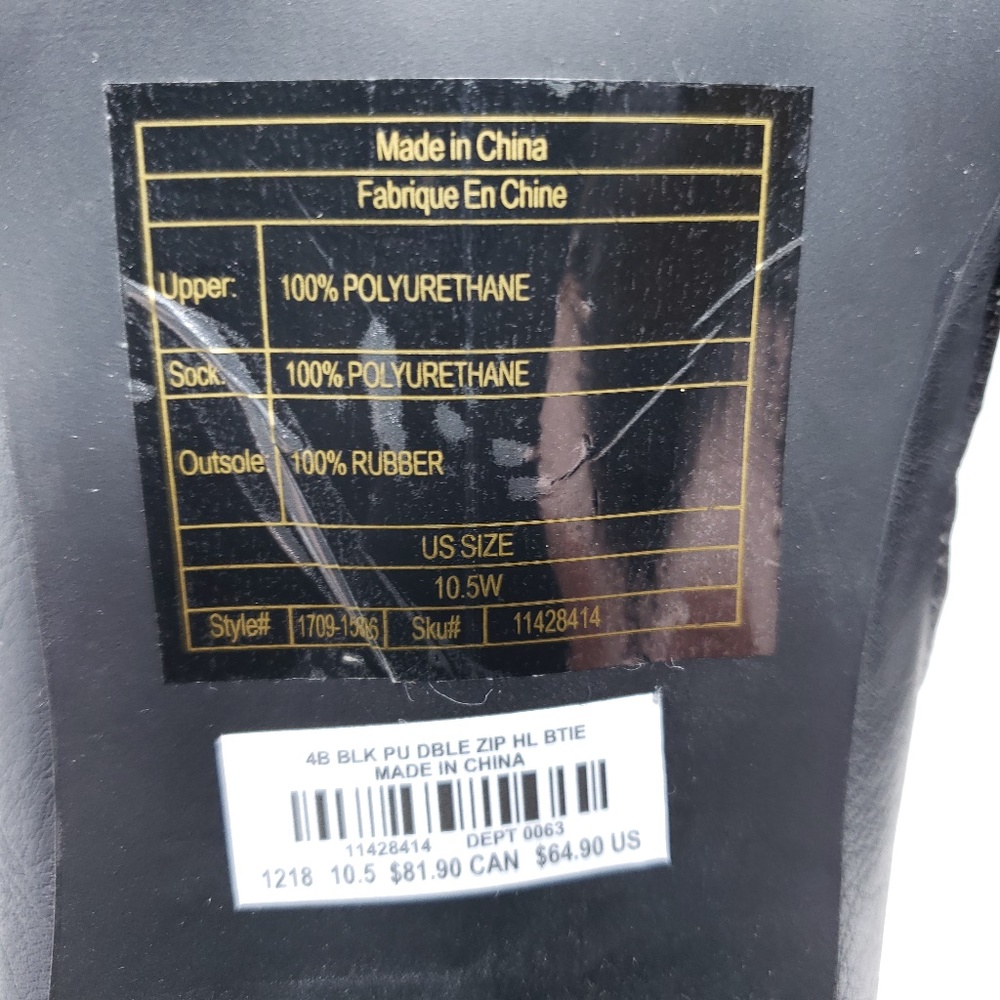 Made in China
Fabrique En Chine
Upper: 100% POLYURETHANE
Sock: 100% POLYURETHANE
Outsole 100% RUBBER
US SIZE
10.5W
Style# Sku# 11428414
4B BLK PU DBLE ZIP HL BTIE
MADE IN CHINA
11428414 DEPT 0063
1218 10.5 $81.90 CAN $64.90 US